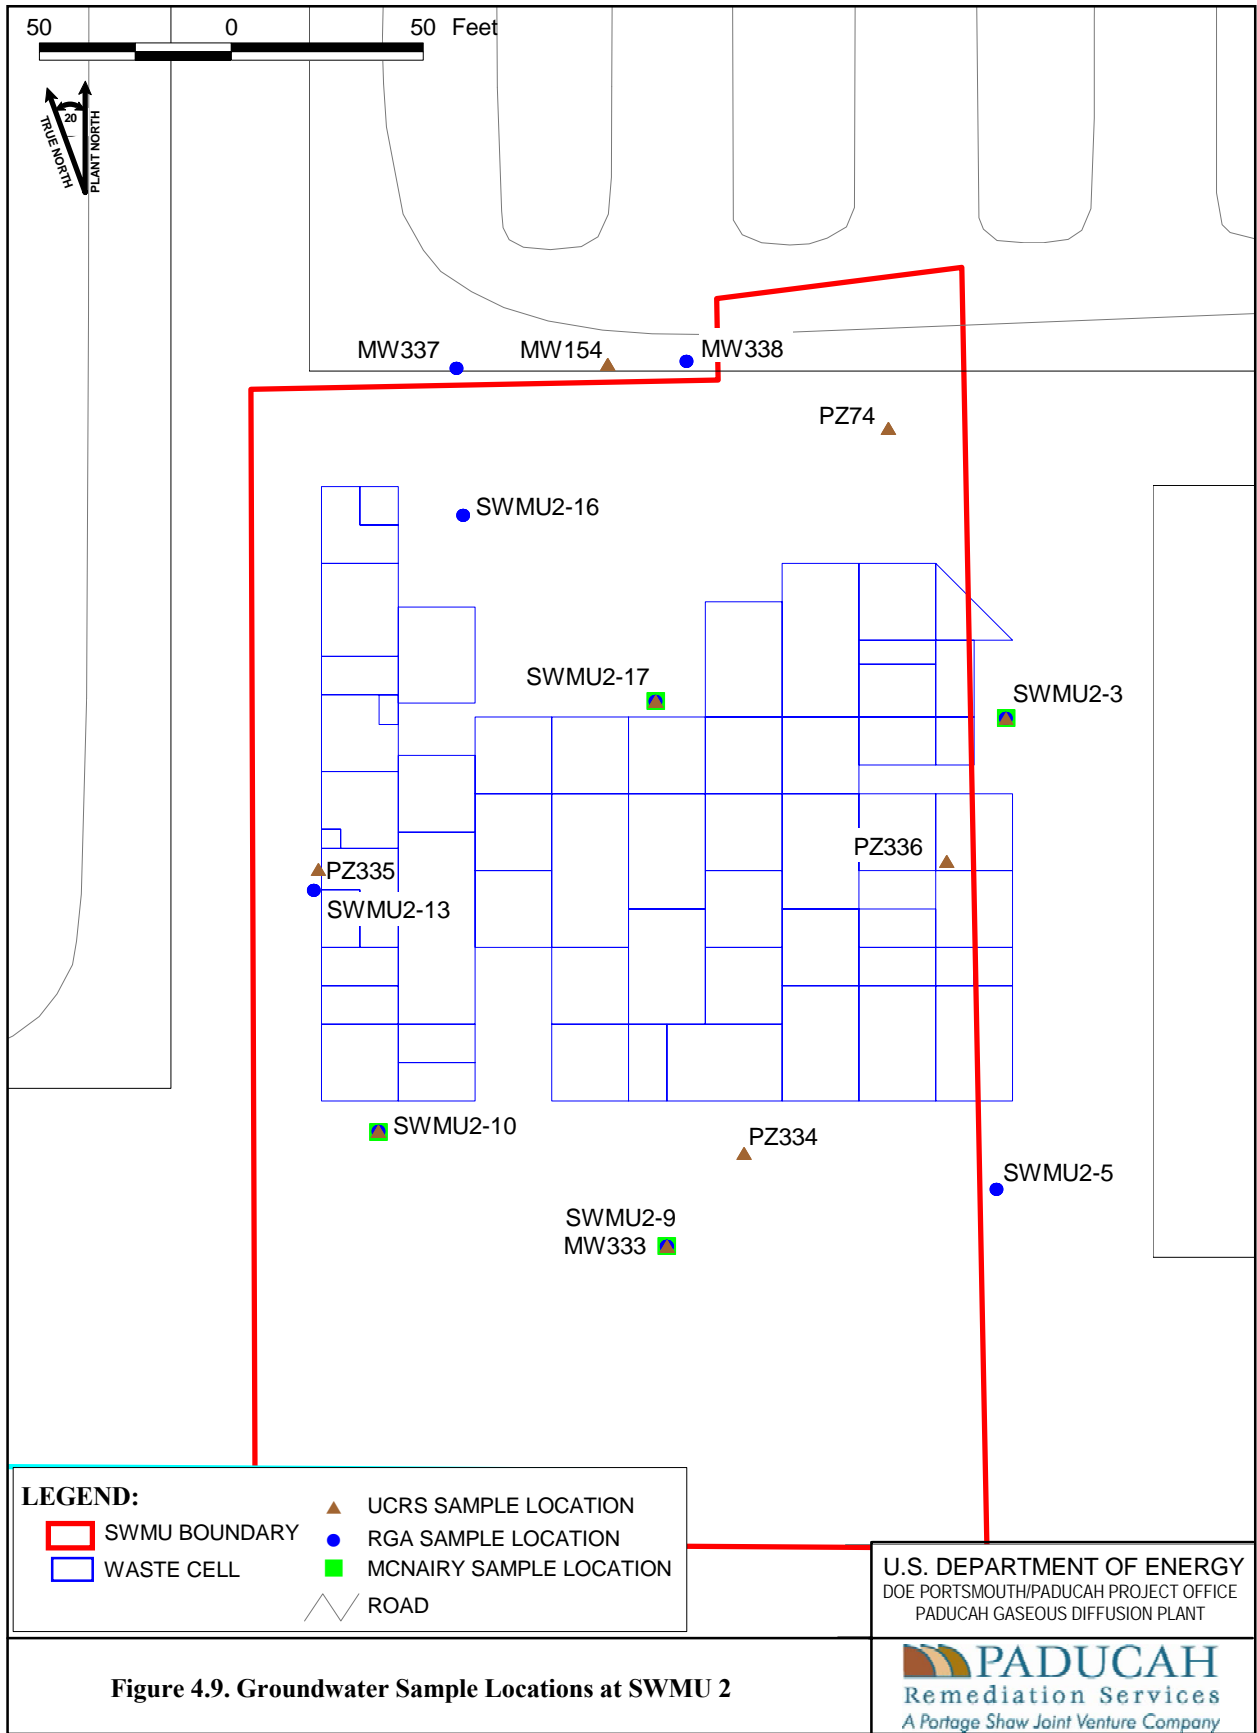 50 0 50 Feet
20
TRUE NORTH
PLANT NORTH
MW337
MW154
MW338
PZ74
SWMU2-16
SWMU2-17
SWMU2-3
PZ336
PZ335
SWMU2-13
SWMU2-10
PZ334
SWMU2-5
SWMU2-9
MW333
LEGEND:
SWMU BOUNDARY
WASTE CELL
UCRS SAMPLE LOCATION
RGA SAMPLE LOCATION
MCNAIRY SAMPLE LOCATION
ROAD
U.S. DEPARTMENT OF ENERGY
DOE PORTSMOUTH/PADUCAH PROJECT OFFICE
PADUCAH GASEOUS DIFFUSION PLANT
Figure 4.9. Groundwater Sample Locations at SWMU 2
PADUCAH
Remediation Services
A Portage Shaw Joint Venture Company